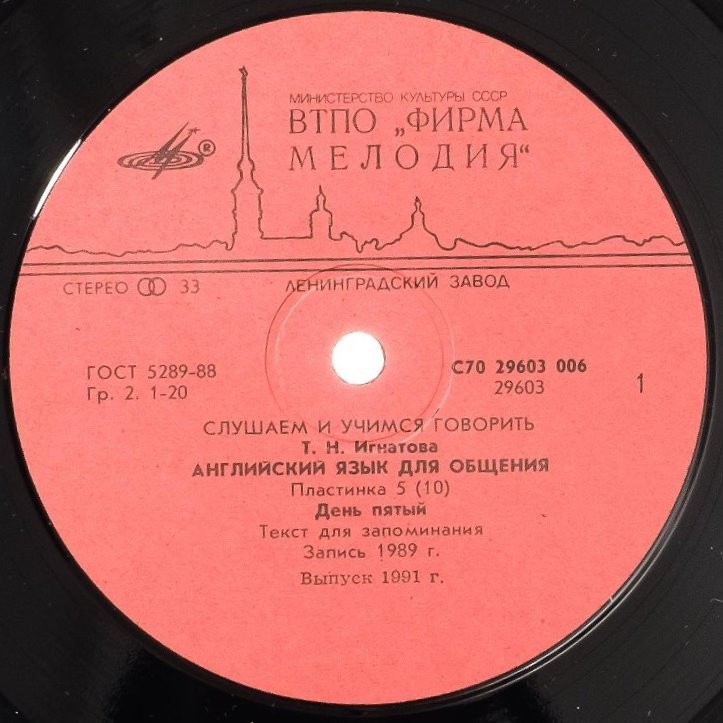 МИНИСТЕРСТВО КУЛЬТУРЫ СССР
ВТПО „ФИРМА
МЕЛОДИЯ“
®
СТЕРЕО 33
ЛЕНИНГРАДСКИЙ ЗАВОД
ГОСТ 5289-88
Гр. 2. 1-20
С70 29603 006
29603
1
СЛУШАЕМ И УЧИМСЯ ГОВОРИТЬ
Т. Н. Игнатова
АНГЛИЙСКИЙ ЯЗЫК ДЛЯ ОБЩЕНИЯ
Пластинка 5 (10)
День пятый
Текст для запоминания
Запись 1989 г.
Выпуск 1991 г.